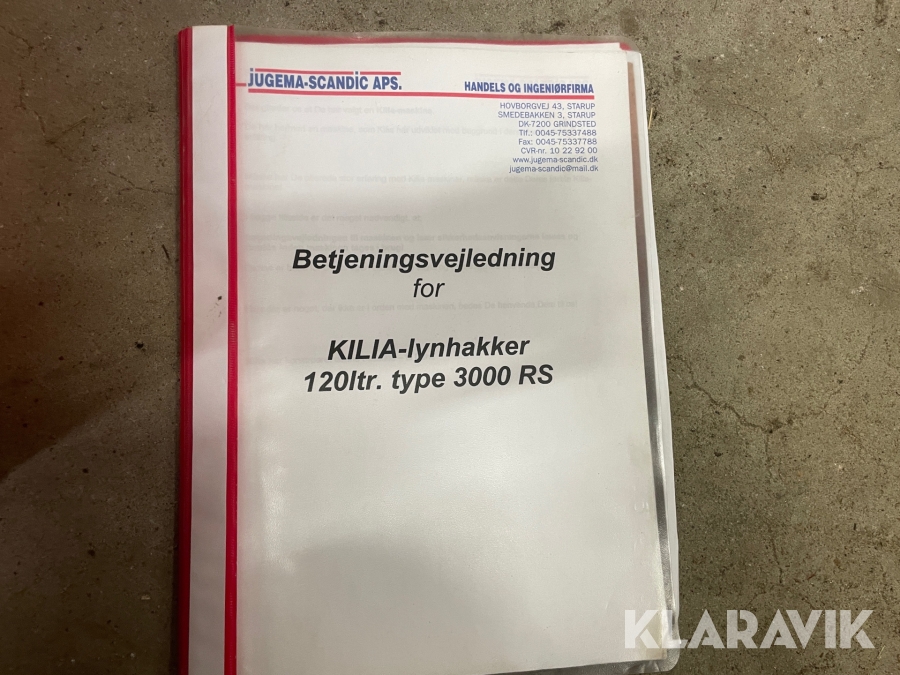 JUGEMA-SCANDIC APS.
HANDELS OG INGENIØRFIRMA
HOVBORGVEJ 43, STARUP
SMEDEBAKKEN 3, STARUP
DK-7200 GRINDSTED
Tlf.: 0045-75337488
Fax: 0045-75337788
CVR-nr. 10 22 92 00
www.jugema-scandic.dk
jugema-scandic@mail.dk
Betjeningsvejledning
for
KILIA-lynhakker
120ltr. type 3000 RS
KLARAVIK